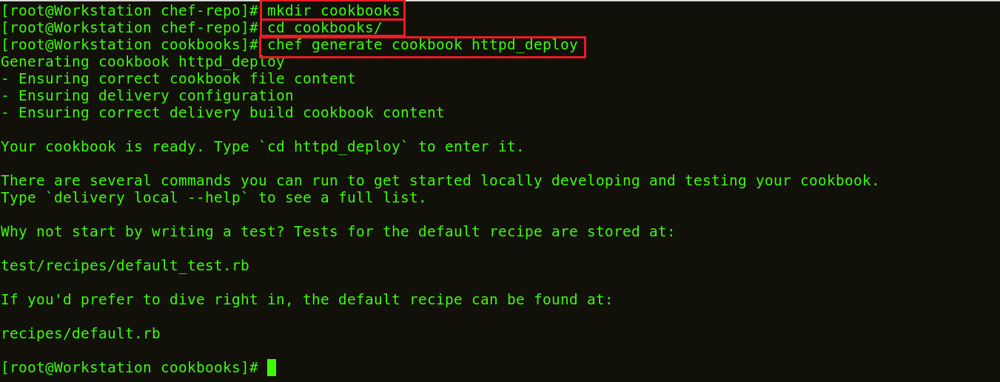 [root@Workstation chef-repo]# mkdir cookbooks
[root@Workstation chef-repo]# cd cookbooks/
[root@Workstation cookbooks]# chef generate cookbook httpd_deploy
Generating cookbook httpd_deploy
- Ensuring correct cookbook file content
- Ensuring delivery configuration
- Ensuring correct delivery build cookbook content
Your cookbook is ready. Type `cd httpd_deploy` to enter it.
There are several commands you can run to get started locally developing and testing your cookbook.
Type `delivery local --help` to see a full list.
Why not start by writing a test? Tests for the default recipe are stored at:
test/recipes/default_test.rb
If you'd prefer to dive right in, the default recipe can be found at:
recipes/default.rb
[root@Workstation cookbooks]#